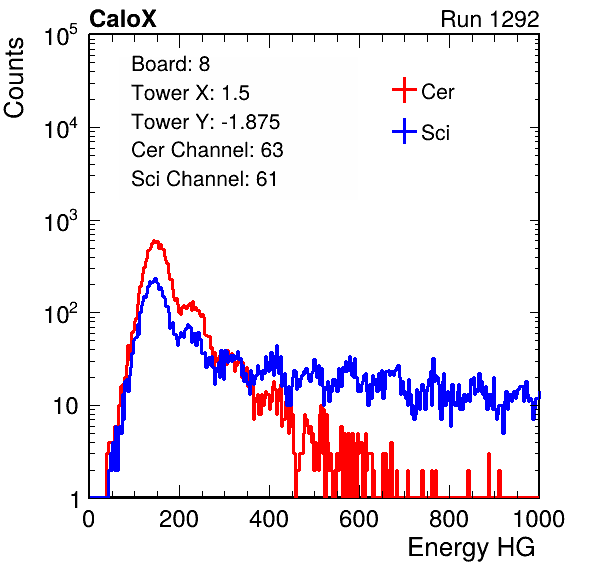 CaloX Run 1292
Counts
10^5
10^4
10^3
10^2
10
1
Board: 8
Tower X: 1.5
Tower Y: -1.875
Cer Channel: 63
Sci Channel: 61
Cer
Sci
0 200 400 600 800 1000
Energy HG